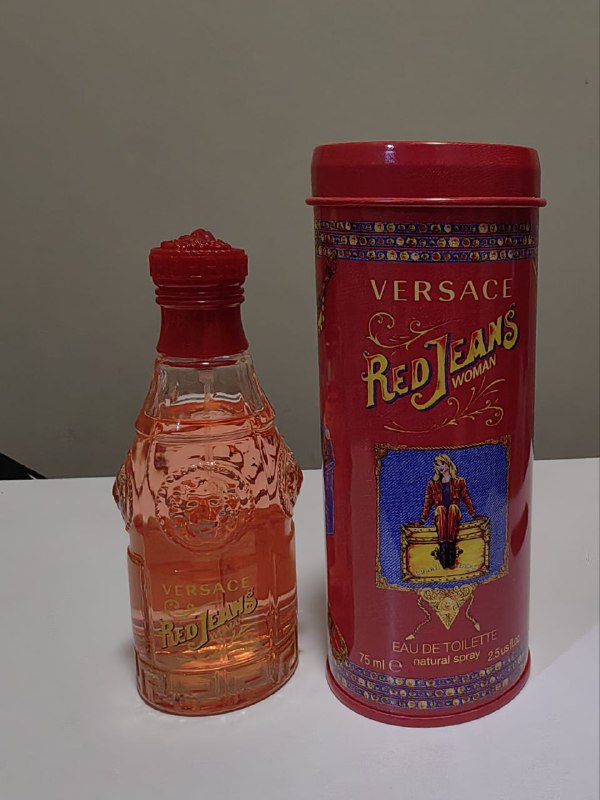 VERSACE
RED JEANS
WOMAN
EAU DE TOILETTE
75 ml e natural spray 2.5 us fl.oz
VERSACE
RED JEANS